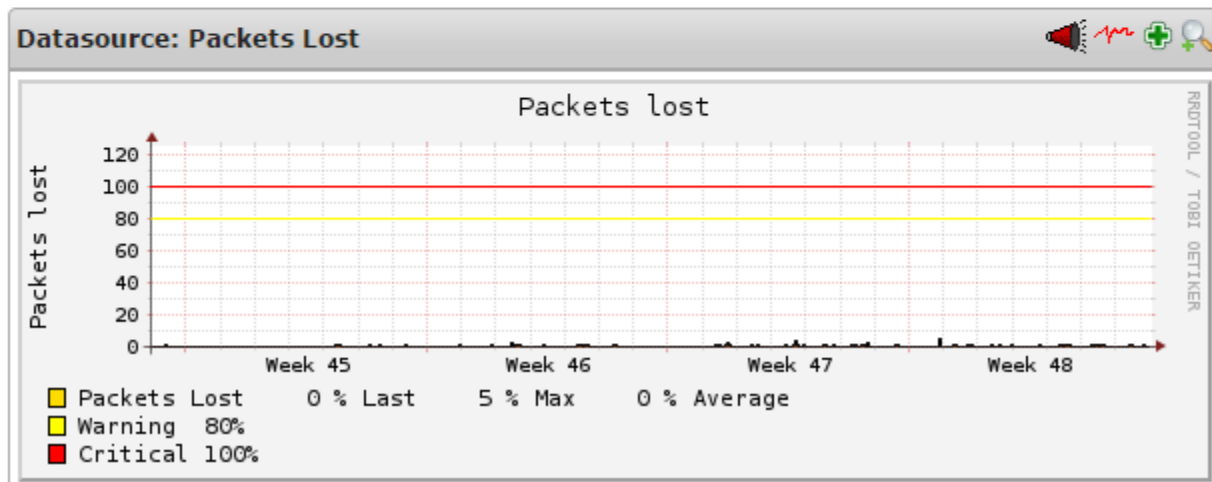 Datasource: Packets Lost
Packets lost
RRDTOOL / TOBI OETIKER
Packets lost
120
100
80
60
40
20
0
Week 45 Week 46 Week 47 Week 48
Packets Lost 0 % Last 5 % Max 0 % Average
Warning 80%
Critical 100%